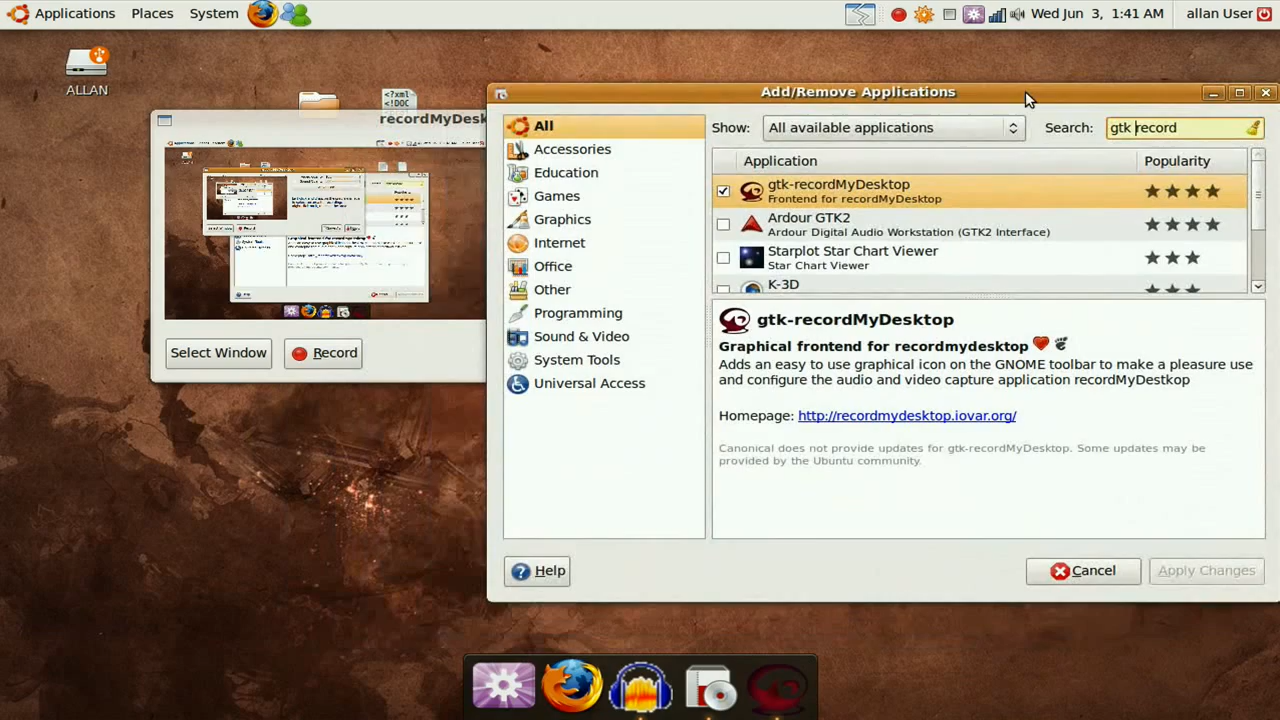 Applications Places System Wed Jun 3, 1:41 AM allan User
ALLAN
<?xml
<!DOC
recordMyDesk
Select Window Record
Add/Remove Applications
All
Accessories
Education
Games
Graphics
Internet
Office
Other
Programming
Sound & Video
System Tools
Universal Access
Show: All available applications Search: gtk record
Application Popularity
gtk-recordMyDesktop
Frontend for recordMyDesktop
Ardour GTK2
Ardour Digital Audio Workstation (GTK2 Interface)
Starplot Star Chart Viewer
Star Chart Viewer
K-3D
gtk-recordMyDesktop
Graphical frontend for recordmydesktop
Adds an easy to use graphical icon on the GNOME toolbar to make a pleasure use
and configure the audio and video capture application recordMyDestkop
Homepage: http://recordmydesktop.iovar.org/
Canonical does not provide updates for gtk-recordMyDesktop. Some updates may be
provided by the Ubuntu community.
Help Cancel Apply Changes